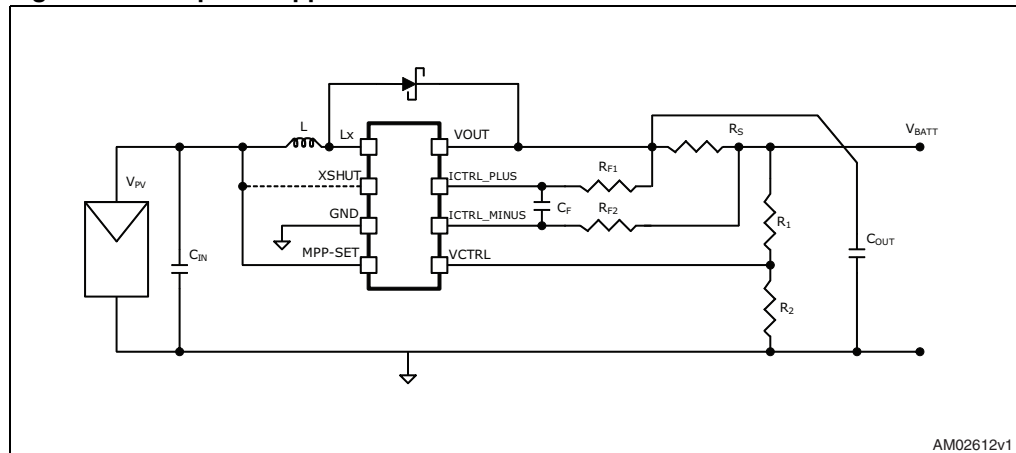 L
Lx
VOUT
RS
VBATT
VPV
XSHUT
ICTRL_PLUS
RF1
CF
GND
ICTRL_MINUS
RF2
R1
CIN
MPP-SET
VCTRL
COUT
R2
AM02612v1